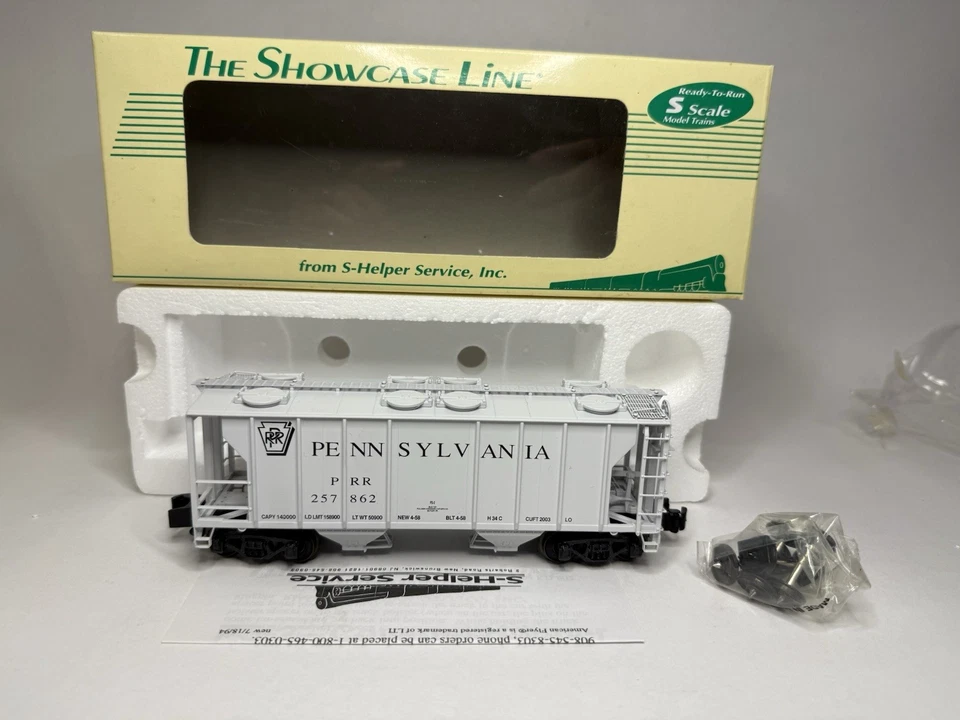 THE SHOWCASE LINE
Ready-To-Run
S Scale
Model Trains
from S-Helper Service, Inc.
PRR
PENNSYLVANIA
PRR
257862
CAPY 140000 LD LMT 158900 LT WT 50900 NEW 4-58 BLT 4-58 H 34 C CUFT 2003 LO
S-Helper Service
American Flyer® is a registered trademark of LTI
new 7/18/94
908-545-8303, phone orders can be placed at 1-800-465-0303.